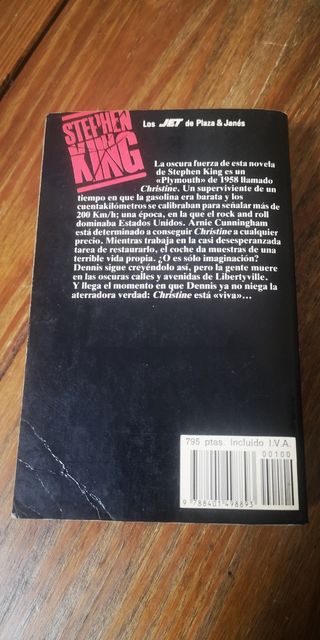 STEPHEN
KING
Los JET de Plaza & Janés
La oscura fuerza de esta novela
de Stephen King es un
«Plymouth» de 1958 llamado
Christine. Un superviviente de un
tiempo en que la gasolina era barata y los
cuentakilómetros se calibraban para señalar más de
200 Km/h; una época, en la que el rock and roll
dominaba Estados Unidos. Arnie Cunningham
está determinado a conseguir Christine a cualquier
precio. Mientras trabaja en la casi desesperanzada
tarea de restaurarlo, el coche da muestras de una
terrible vida propia. ¿O es sólo imaginación?
Dennis sigue creyéndolo así, pero la gente muere
en las oscuras calles y avenidas de Libertyville.
Y llega el momento en que Dennis ya no niega la
aterradora verdad: Christine está «viva»...
795 ptas. Incluido I.V.A.
00100
9 788401 498893